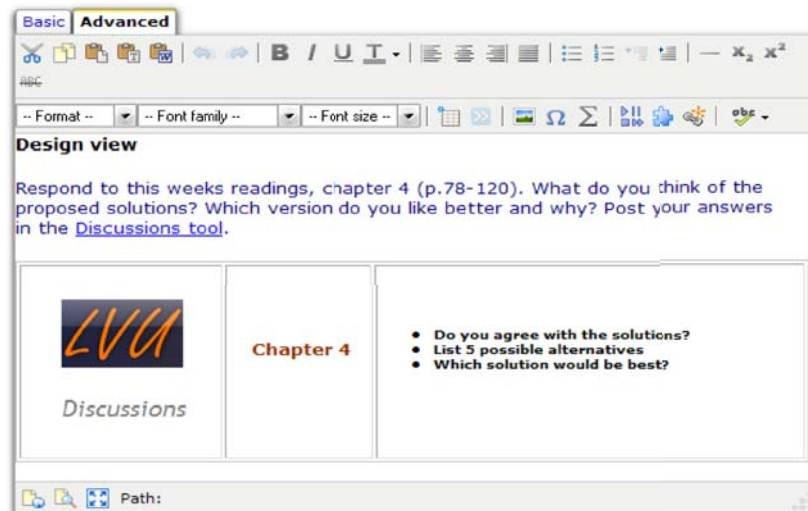 Basic Advanced
B I U T x₂ x²
ABC
-- Format -- -- Font family -- -- Font size -- Ω Σ abc
Design view
Respond to this weeks readings, chapter 4 (p.78-120). What do you think of the
proposed solutions? Which version do you like better and why? Post your answers
in the Discussions tool.
LVU
Discussions
Chapter 4
• Do you agree with the solutions?
• List 5 possible alternatives
• Which solution would be best?
Path: